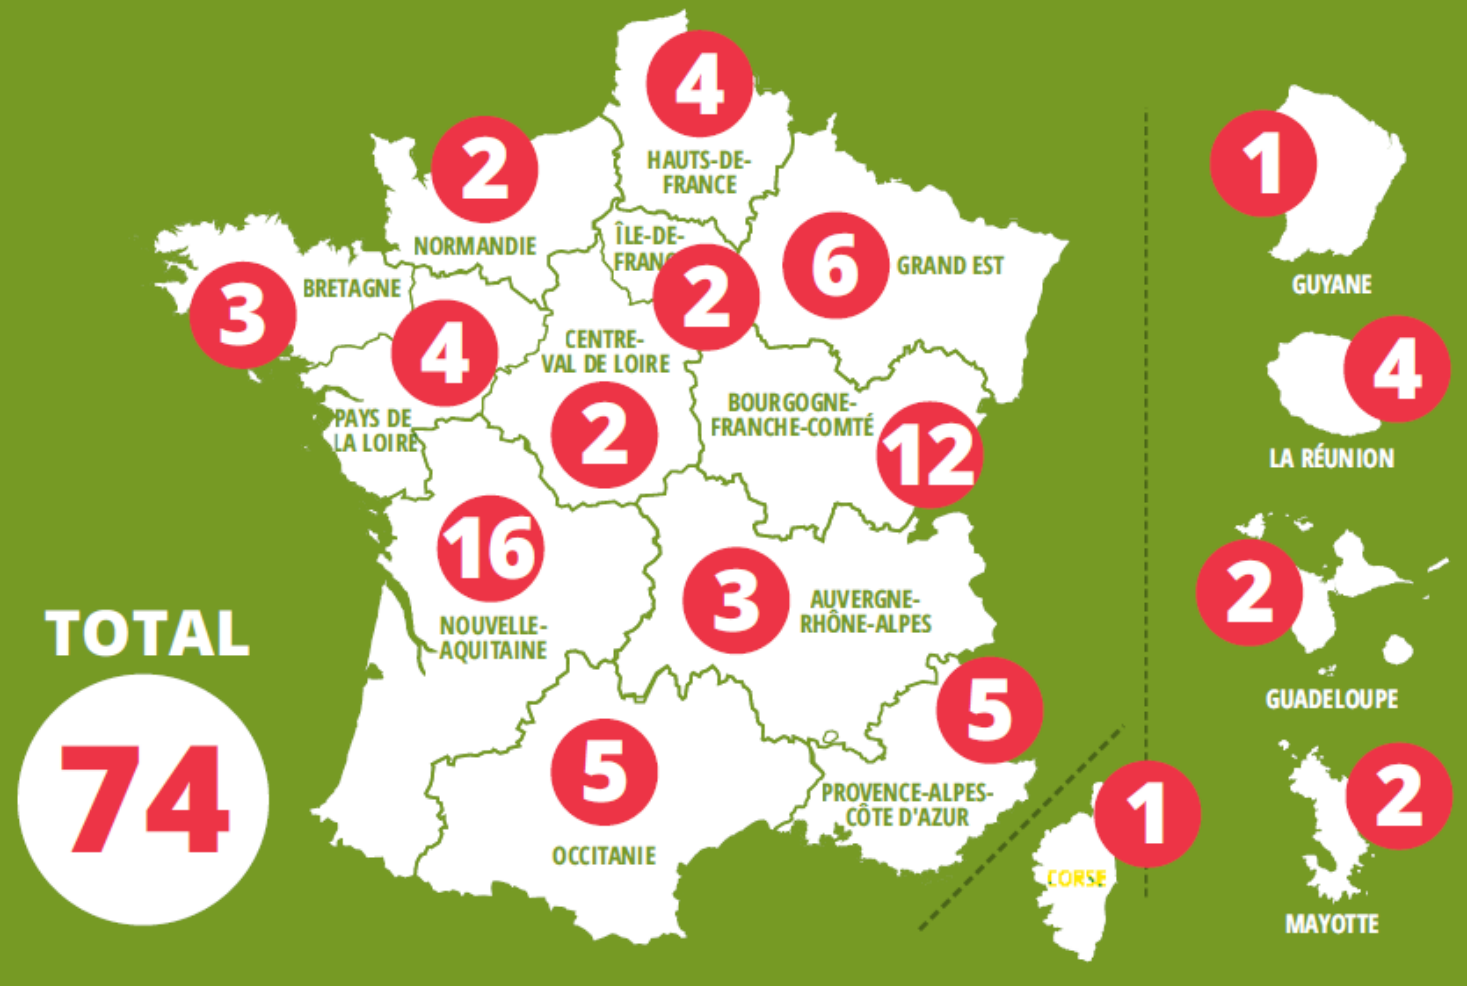 4
HAUTS-DE-
FRANCE
2
NORMANDIE
ÎLE-DE-
FRANC
2
6
GRAND EST
3
BRETAGNE
4
PAYS DE
LA LOIRE
CENTRE-
VAL DE LOIRE
2
BOURGOGNE-
FRANCHE-COMTÉ
12
16
NOUVELLE-
AQUITAINE
3
AUVERGNE-
RHÔNE-ALPES
5
OCCITANIE
5
PROVENCE-ALPES-
CÔTE D'AZUR
1
CORSE
TOTAL
74
1
GUYANE
4
LA RÉUNION
2
GUADELOUPE
2
MAYOTTE